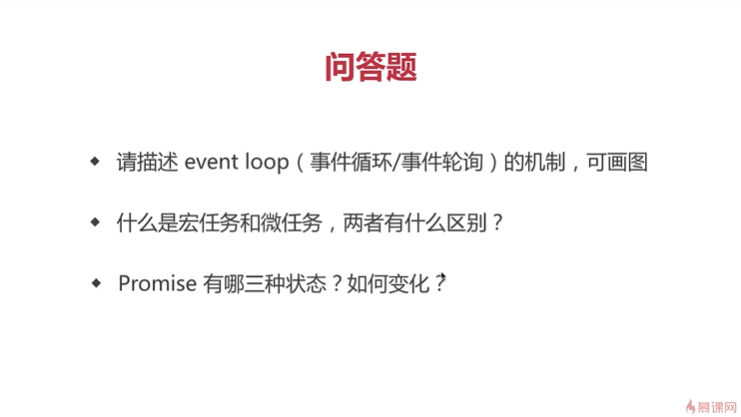 问答题
请描述 event loop（事件循环/事件轮询）的机制，可画图
什么是宏任务和微任务，两者有什么区别？
Promise 有哪三种状态？如何变化？
慕课网